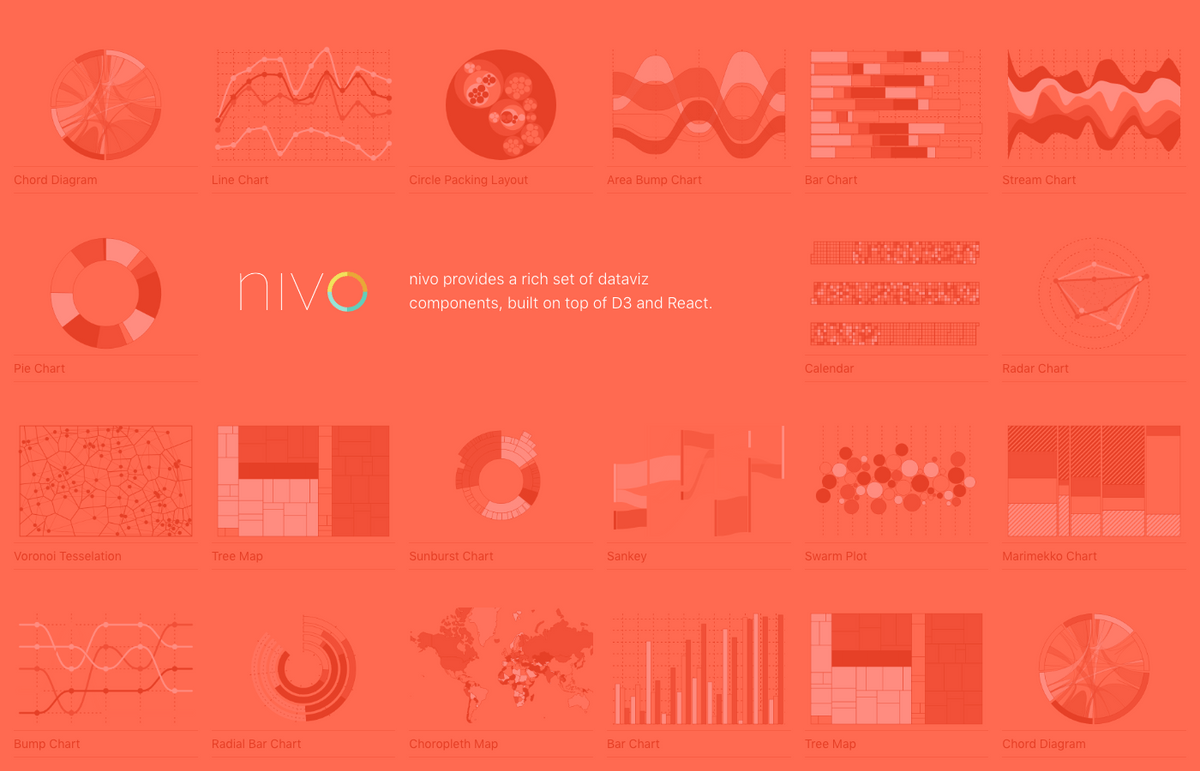 Chord Diagram
Line Chart
Circle Packing Layout
Area Bump Chart
Bar Chart
Stream Chart
nivo
nivo provides a rich set of dataviz
components, built on top of D3 and React.
Pie Chart
Calendar
Radar Chart
Voronoi Tesselation
Tree Map
Sunburst Chart
Sankey
Swarm Plot
Marimekko Chart
Bump Chart
Radial Bar Chart
Choropleth Map
Bar Chart
Tree Map
Chord Diagram